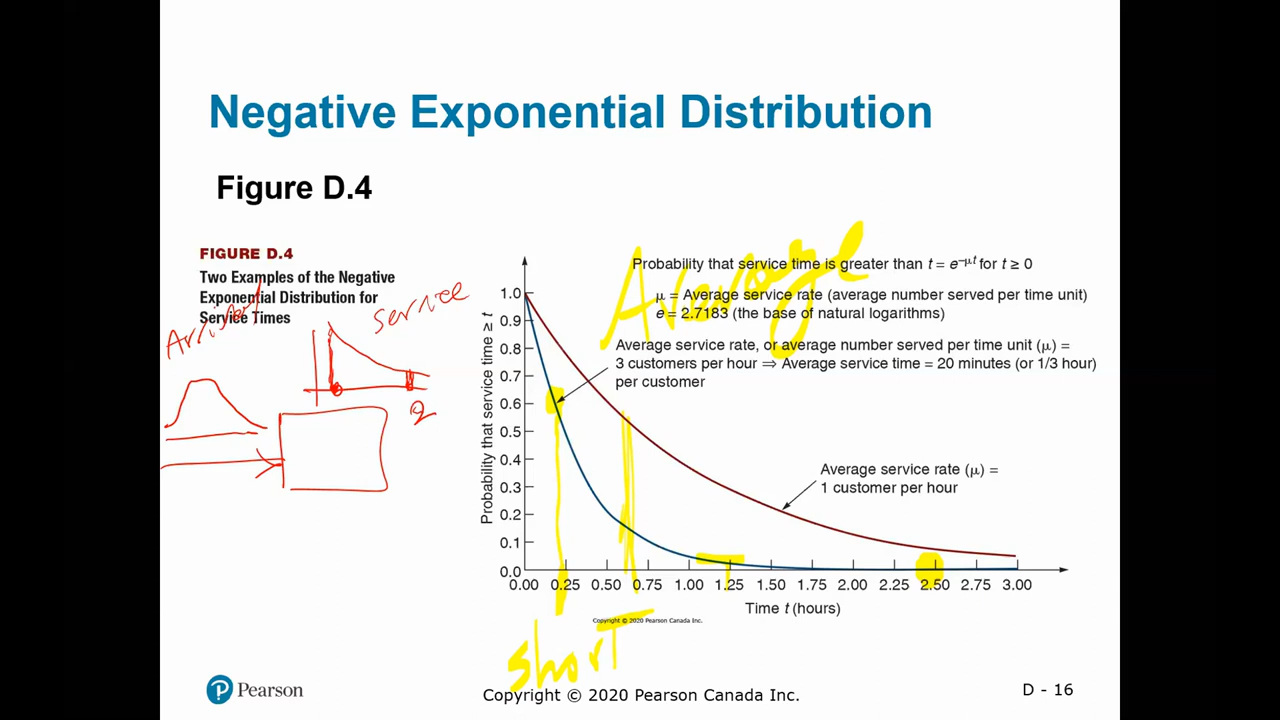 Negative Exponential Distribution
Figure D.4
FIGURE D.4
Two Examples of the Negative
Exponential Distribution for
Service Times
Service
2
Average
Probability that service time is greater than t = e^−μt for t ≥ 0
μ = Average service rate (average number served per time unit)
e = 2.7183 (the base of natural logarithms)
Average service rate, or average number served per time unit (μ) =
3 customers per hour ⇒ Average service time = 20 minutes (or 1/3 hour)
per customer
Average service rate (μ) =
1 customer per hour
Probability that service time ≥ t
1.0
0.9
0.8
0.7
0.6
0.5
0.4
0.3
0.2
0.1
0.0
0.00 0.25 0.50 0.75 1.00 1.25 1.50 1.75 2.00 2.25 2.50 2.75 3.00
Time t (hours)
Copyright © 2020 Pearson Canada Inc.
short
Pearson
Copyright © 2020 Pearson Canada Inc.
D - 16